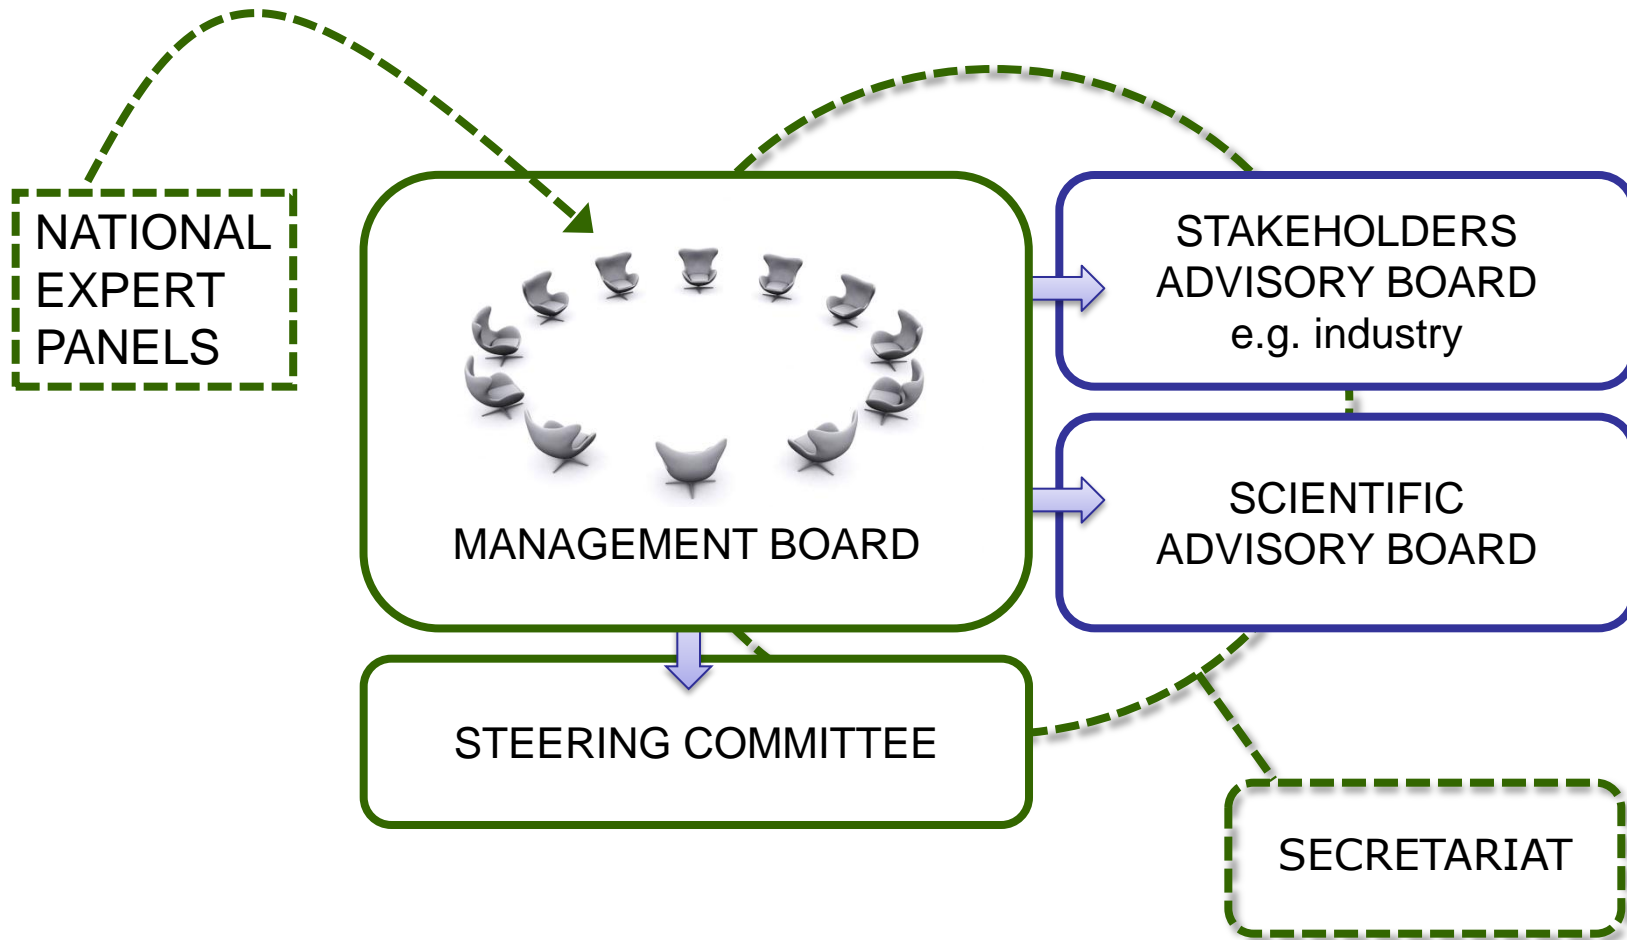 NATIONAL
EXPERT
PANELS
MANAGEMENT BOARD
STAKEHOLDERS
ADVISORY BOARD
e.g. industry
SCIENTIFIC
ADVISORY BOARD
STEERING COMMITTEE
SECRETARIAT